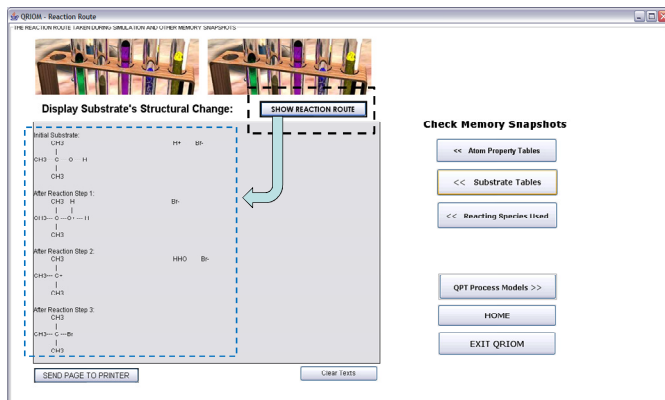 QRIOM - Reaction Route
THE REACTION ROUTE TAKEN DURING SIMULATION AND OTHER MEMORY SNAPSHOTS
Display Substrate's Structural Change:
SHOW REACTION ROUTE
Initial Substrate:
CH3 H+ Br-
|
CH3 C O H
|
CH3
After Reaction Step 1:
CH3 H Br-
| |
CH3--- C ---O+ --- H
|
CH3
After Reaction Step 2:
CH3 HHO Br-
|
CH3--- C+
|
CH3
After Reaction Step 3:
CH3
|
CH3--- C ---Br
|
CH3
SEND PAGE TO PRINTER
Clear Texts
Check Memory Snapshots
<< Atom Property Tables
<< Substrate Tables
<< Reacting Species Used
QPT Process Models >>
HOME
EXIT QRIOM